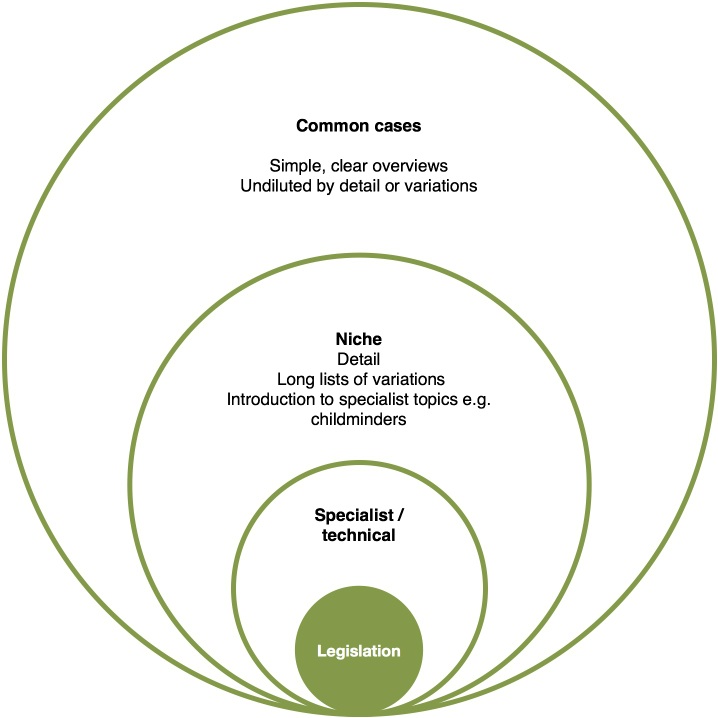 Common cases
Simple, clear overviews
Undiluted by detail or variations
Niche
Detail
Long lists of variations
Introduction to specialist topics e.g.
childminders
Specialist /
technical
Legislation